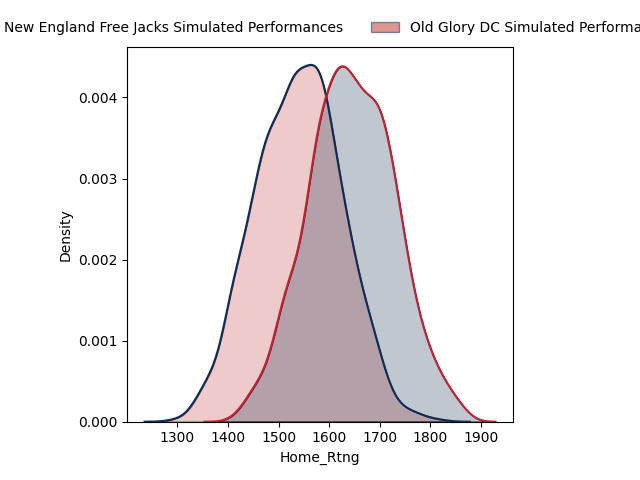 New England Free Jacks Simulated Performances Old Glory DC Simulated Performa
0.004
0.003
0.002
0.001
0.000
Density
1300 1400 1500 1600 1700 1800 1900
Home_Rtng